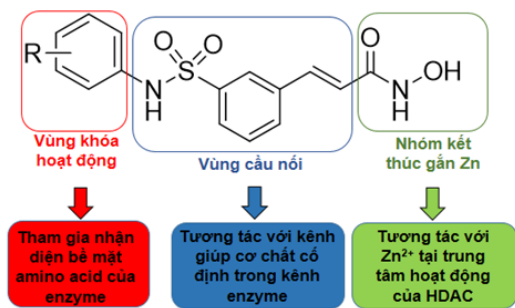 R
O O
S
N
H
O
N
H
OH
Vùng khóa
hoạt động
Vùng cầu nối
Nhóm kết
thúc gắn Zn
Tham gia nhận
diện bề mặt
amino acid của
enzyme
Tương tác với kênh
giúp cơ chất cố
định trong kênh
enzyme
Tương tác với
Zn²⁺ tại trung
tâm hoạt động
của HDAC